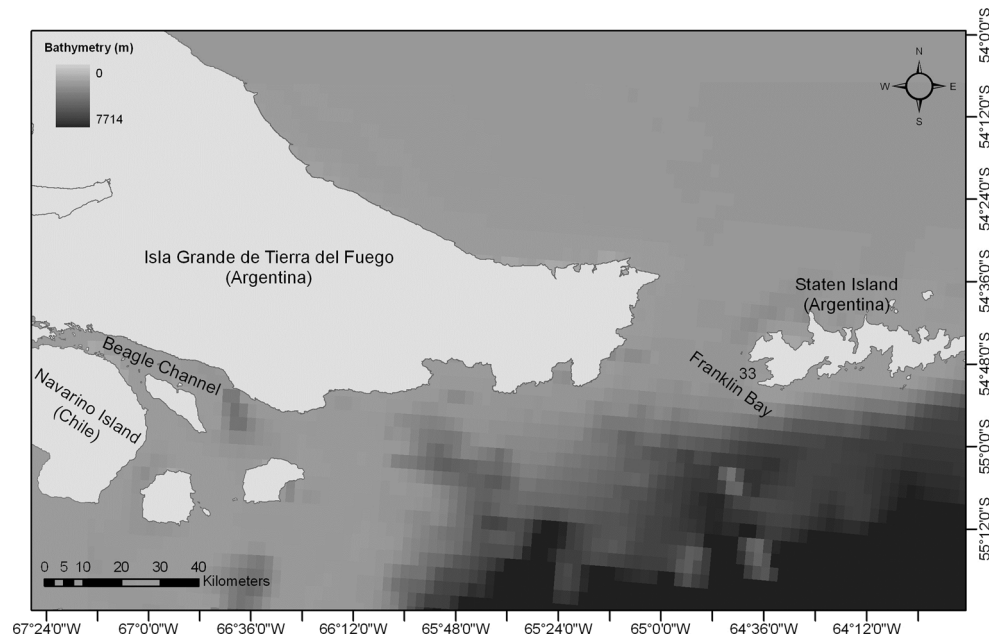 Bathymetry (m)
0
7714
N
W E
S
Isla Grande de Tierra del Fuego
(Argentina)
Staten Island
(Argentina)
Beagle Channel
Navarino Island
(Chile)
33
Franklin Bay
0 5 10 20 30 40
Kilometers
54°0'0"S
54°12'0"S
54°24'0"S
54°36'0"S
54°48'0"S
55°0'0"S
55°12'0"S
67°24'0"W 67°0'0"W 66°36'0"W 66°12'0"W 65°48'0"W 65°24'0"W 65°0'0"W 64°36'0"W 64°12'0"W